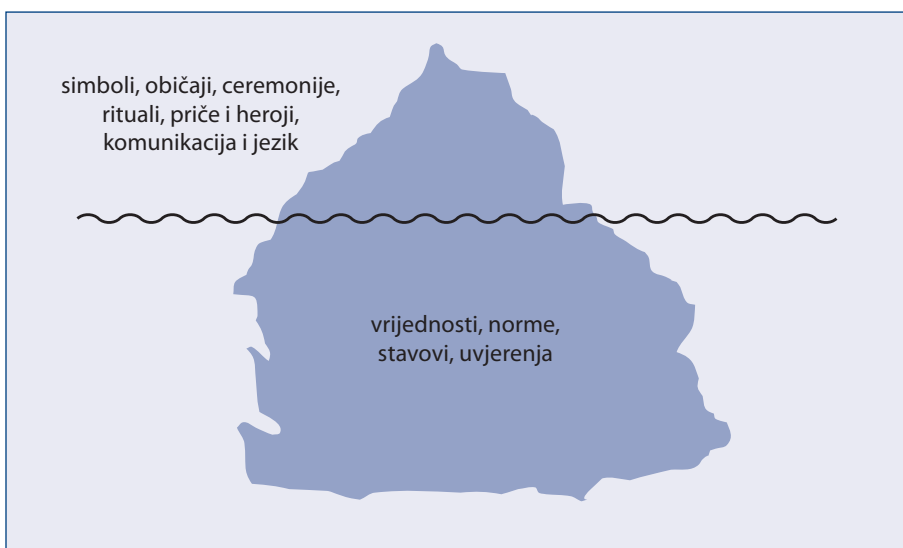 simboli, običaji, ceremonije,
rituali, priče i heroji,
komunikacija i jezik
vrijednosti, norme,
stavovi, uvjerenja